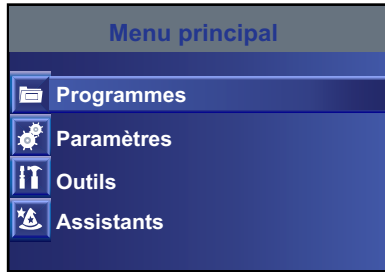 Menu principal
Programmes
Paramètres
Outils
Assistants